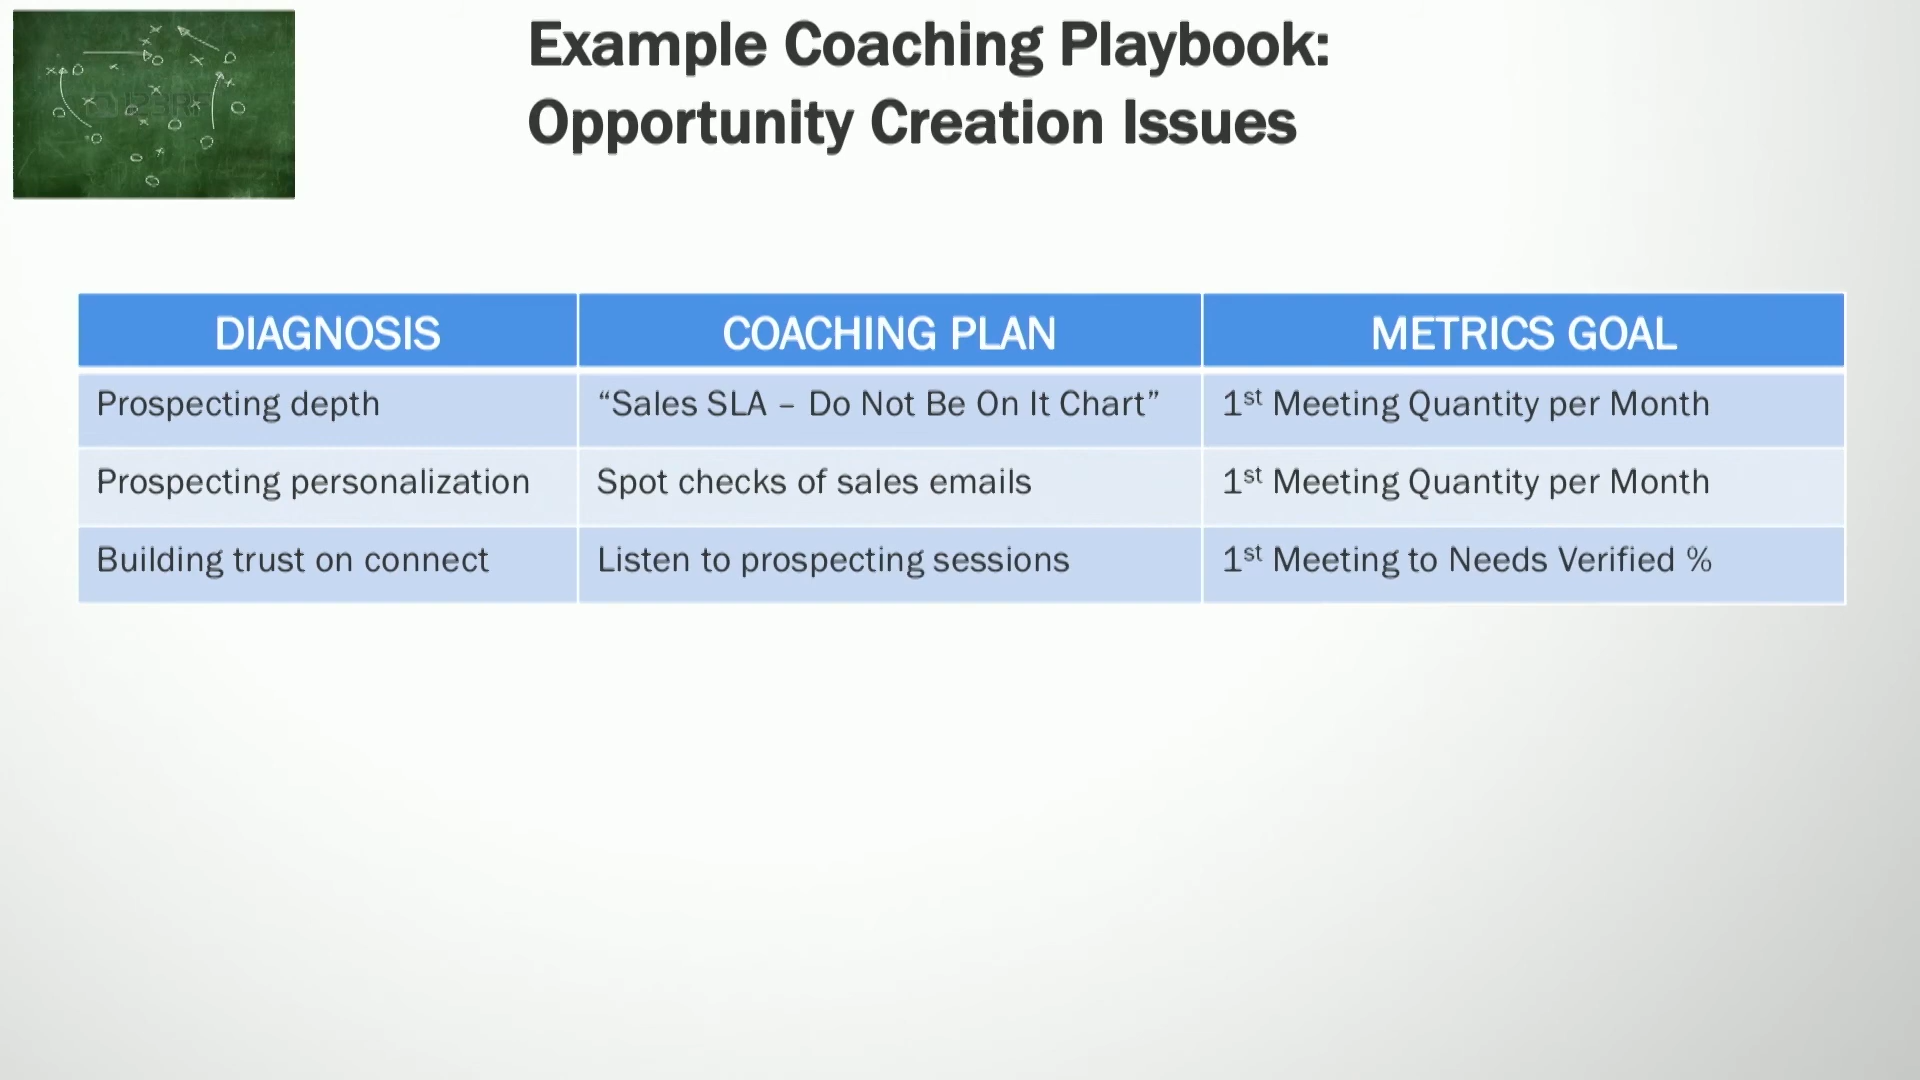 Example Coaching Playbook:
Opportunity Creation Issues
DIAGNOSIS COACHING PLAN METRICS GOAL
Prospecting depth “Sales SLA – Do Not Be On It Chart” 1st Meeting Quantity per Month
Prospecting personalization Spot checks of sales emails 1st Meeting Quantity per Month
Building trust on connect Listen to prospecting sessions 1st Meeting to Needs Verified %